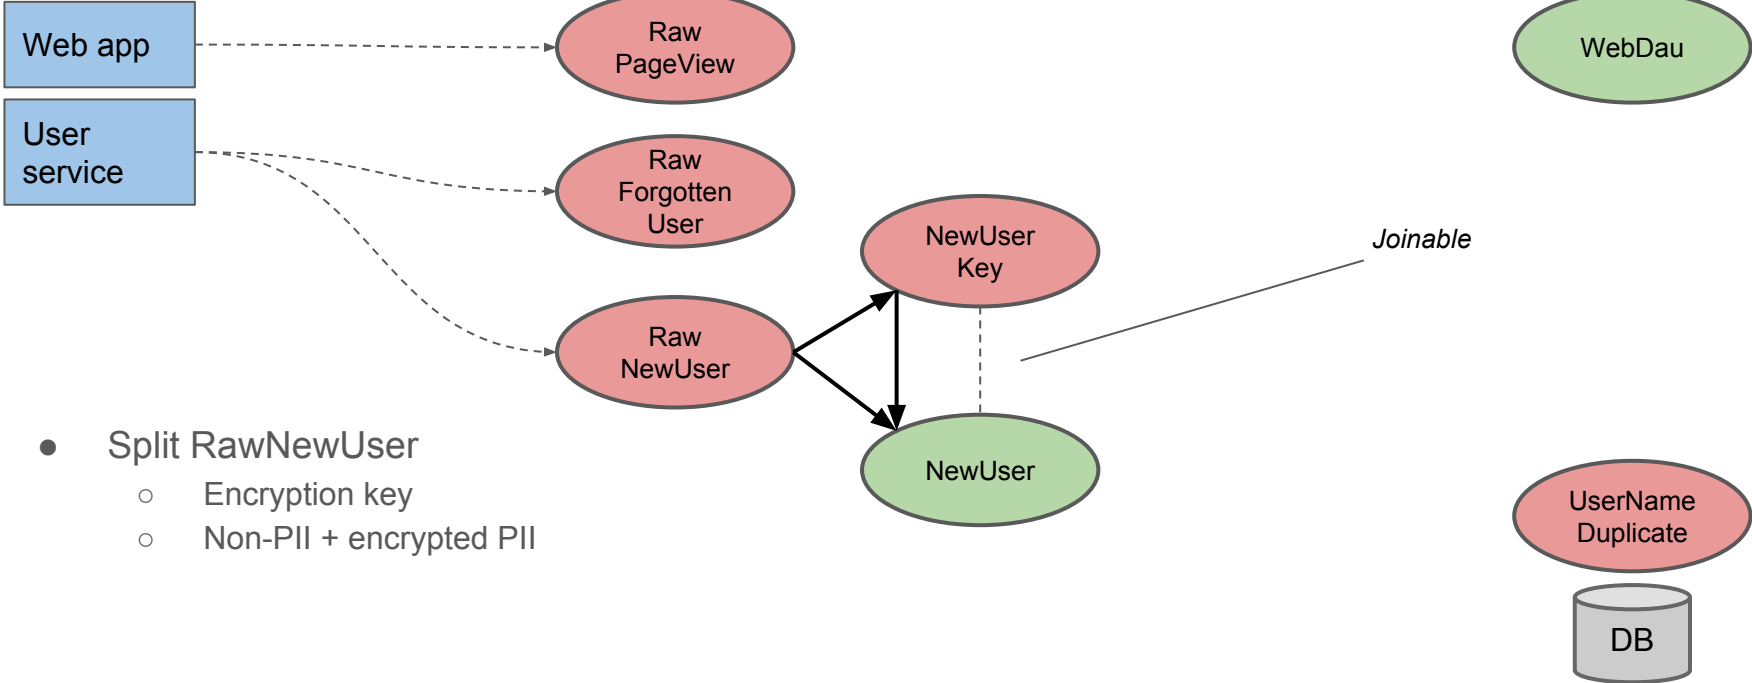 Web app
Raw
PageView
WebDau
User
service
Raw
Forgotten
User
NewUser
Key
Joinable
Raw
NewUser
● Split RawNewUser
○ Encryption key
○ Non-PII + encrypted PII
NewUser
UserName
Duplicate
DB